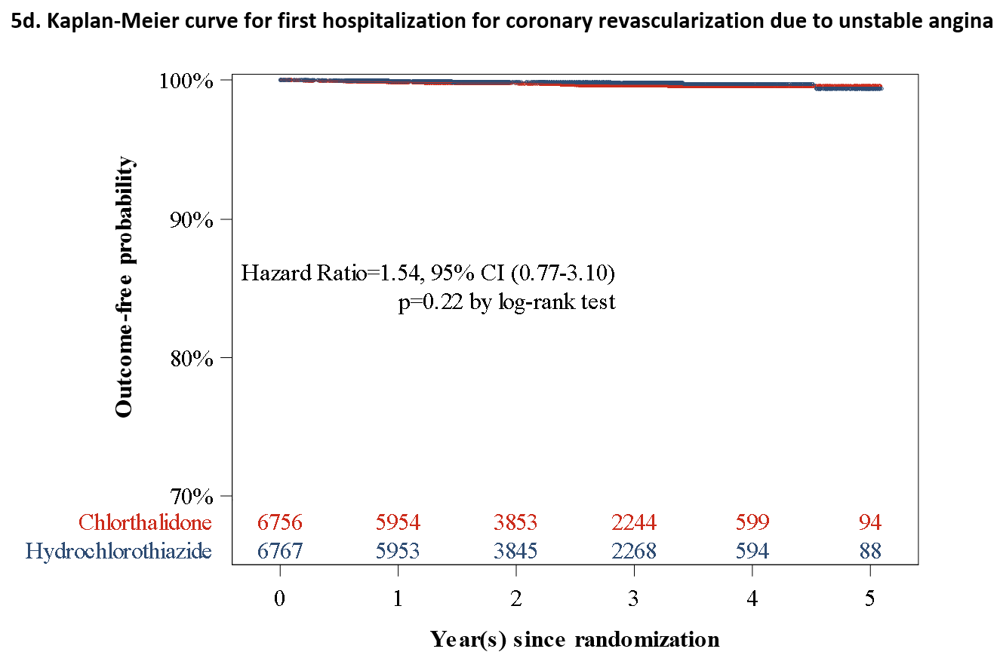 5d. Kaplan-Meier curve for first hospitalization for coronary revascularization due to unstable angina
100%
90%
80%
70%
Outcome-free probability
Hazard Ratio=1.54, 95% CI (0.77-3.10)
p=0.22 by log-rank test
Chlorthalidone 6756 5954 3853 2244 599 94
Hydrochlorothiazide 6767 5953 3845 2268 594 88
0 1 2 3 4 5
Year(s) since randomization